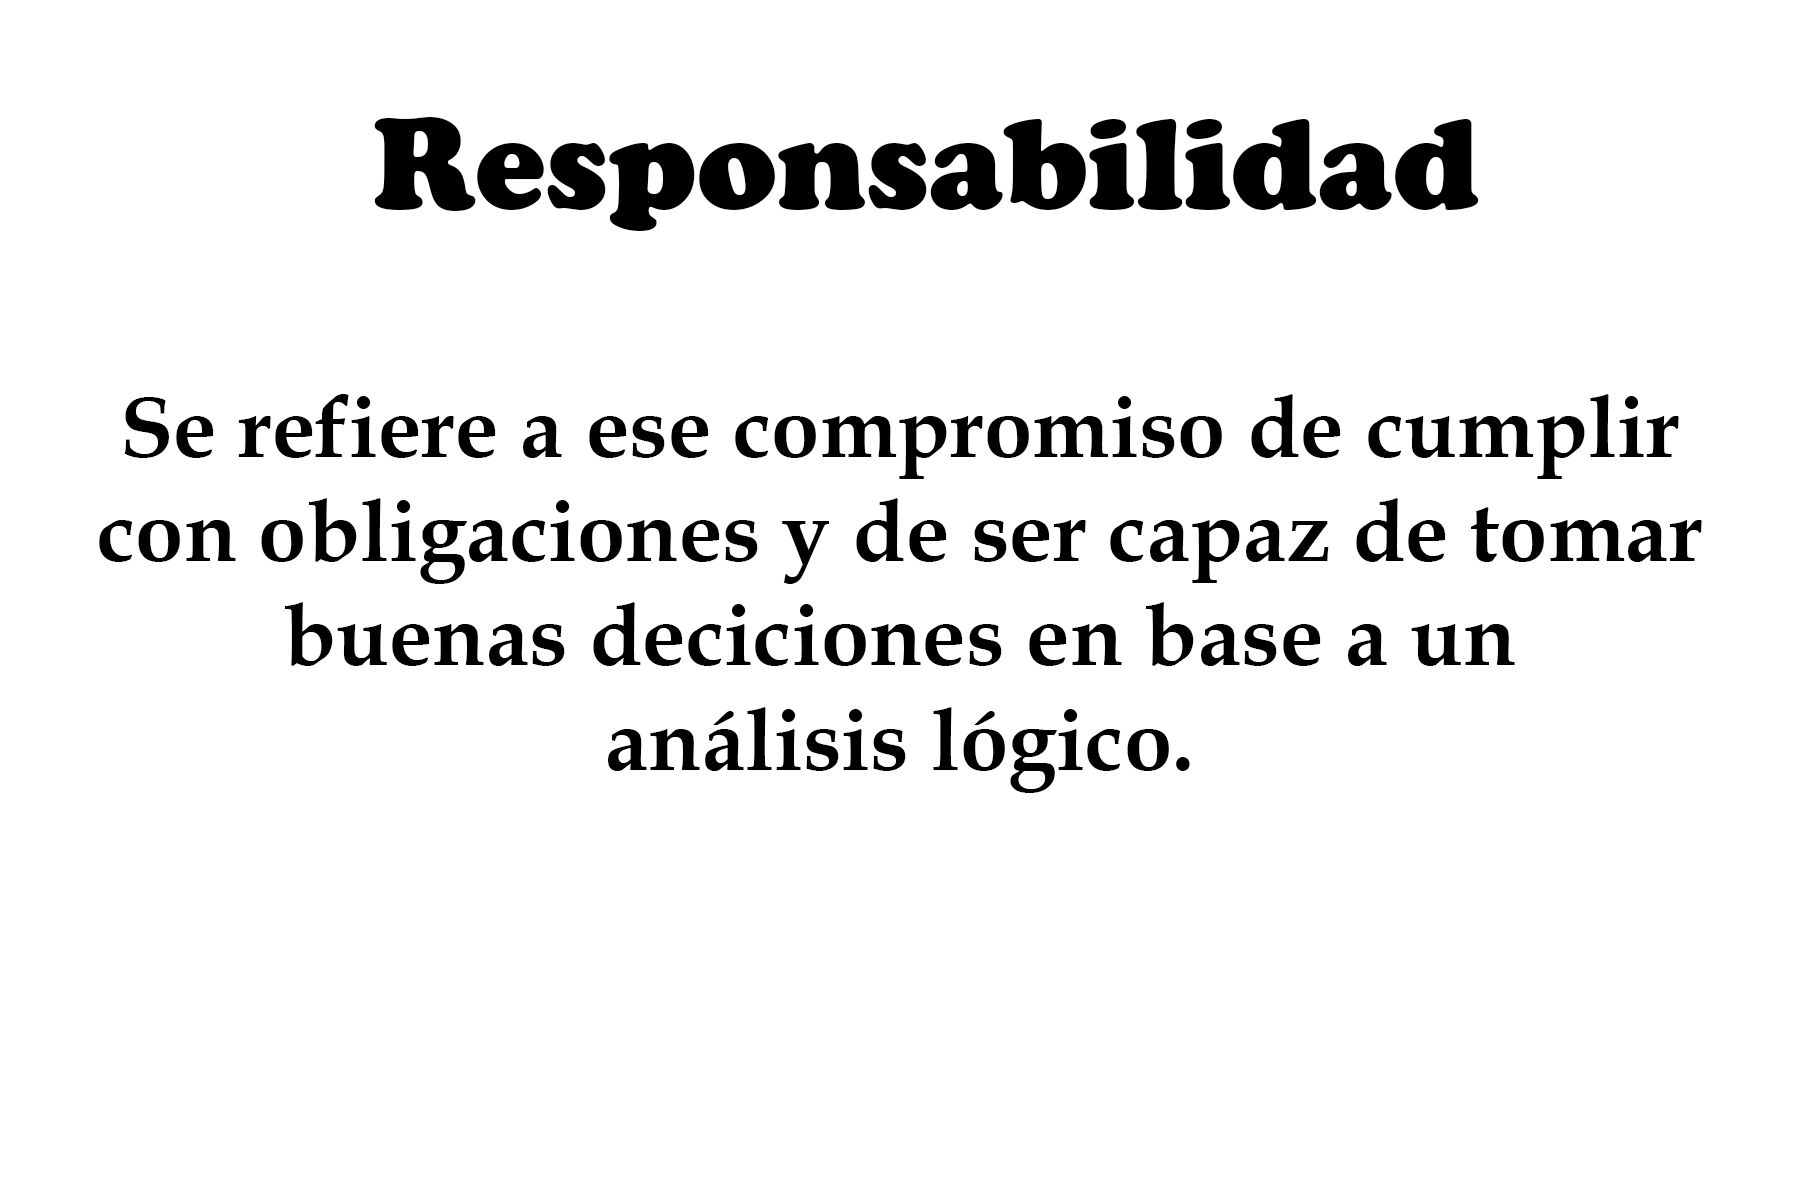 Responsabilidad
Se refiere a ese compromiso de cumplir
con obligaciones y de ser capaz de tomar
buenas deciciones en base a un
análisis lógico.